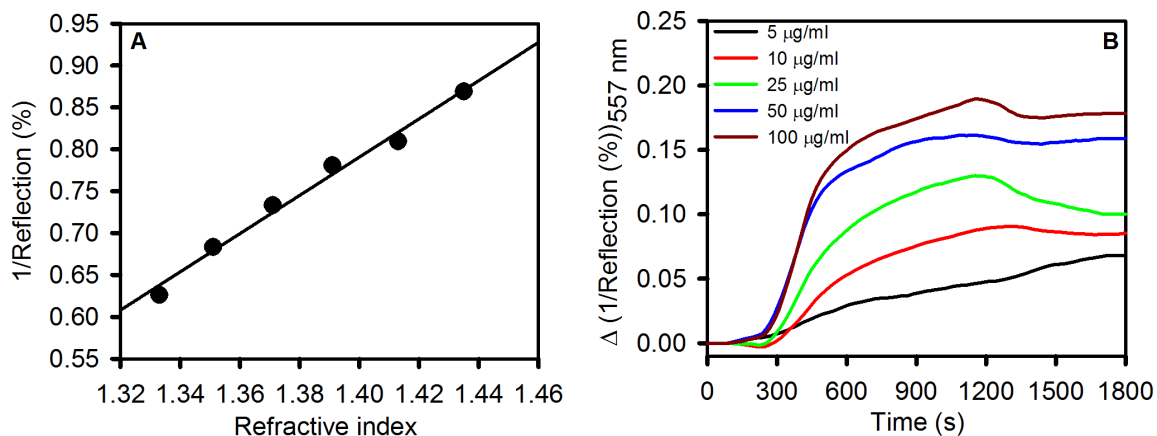 A
1/Reflection (%)
0.95
0.90
0.85
0.80
0.75
0.70
0.65
0.60
0.55
1.32 1.34 1.36 1.38 1.40 1.42 1.44 1.46
Refractive index
B
Δ (1/Reflection (%))557 nm
0.25
0.20
0.15
0.10
0.05
0.00
5 μg/ml
10 μg/ml
25 μg/ml
50 μg/ml
100 μg/ml
0 300 600 900 1200 1500 1800
Time (s)